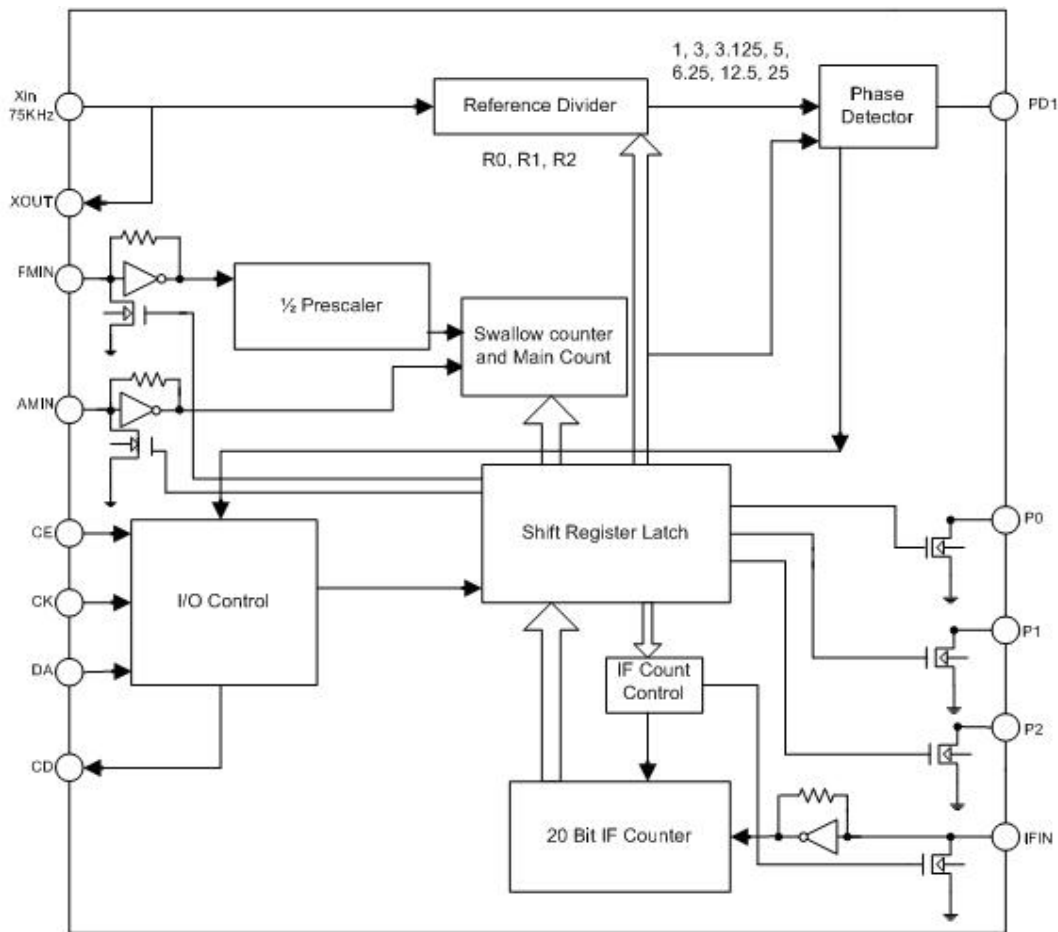 1, 3, 3.125, 5,
6.25, 12.5, 25
Xin
75KHz
Reference Divider
Phase
Detector
PD1
R0, R1, R2
XOUT
FMIN
½ Prescaler
Swallow counter
and Main Count
AMIN
CE
CK
DA
CD
I/O Control
Shift Register Latch
P0
P1
P2
IF Count
Control
20 Bit IF Counter
IFIN